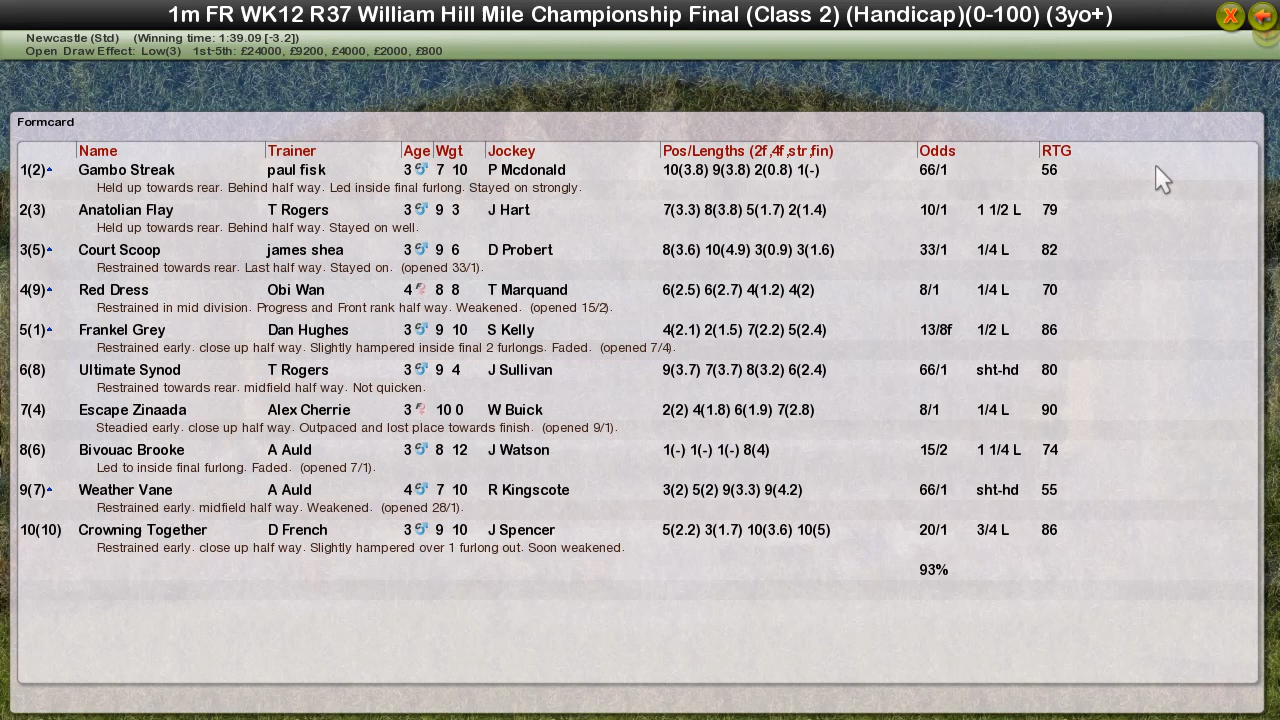 1m FR WK12 R37 William Hill Mile Championship Final (Class 2) (Handicap)(0-100) (3yo+)
X
Newcastle (Std) (Winning time: 1:39.09 [-3.2])
Open Draw Effect: Low(3) 1st-5th: £24000, £9200, £4000, £2000, £800
Formcard
Name Trainer Age Wgt Jockey Pos/Lengths (2f,4f,str,fin) Odds RTG
1(2) Gambo Streak paul fisk 3 7 10 P Mcdonald 10(3.8) 9(3.8) 2(0.8) 1(-) 66/1 56
Held up towards rear. Behind half way. Led inside final furlong. Stayed on strongly.
2(3) Anatolian Flay T Rogers 3 9 3 J Hart 7(3.3) 8(3.8) 5(1.7) 2(1.4) 10/1 1 1/2 L 79
Held up towards rear. Behind half way. Stayed on well.
3(5) Court Scoop james shea 3 9 6 D Probert 8(3.6) 10(4.9) 3(0.9) 3(1.6) 33/1 1/4 L 82
Restrained towards rear. Last half way. Stayed on. (opened 33/1).
4(9) Red Dress Obi Wan 4 8 8 T Marquand 6(2.5) 6(2.7) 4(1.2) 4(2) 8/1 1/4 L 70
Restrained in mid division. Progress and Front rank half way. Weakened. (opened 15/2).
5(1) Frankel Grey Dan Hughes 3 9 10 S Kelly 4(2.1) 2(1.5) 7(2.2) 5(2.4) 13/8f 1/2 L 86
Restrained early. close up half way. Slightly hampered inside final 2 furlongs. Faded. (opened 7/4).
6(8) Ultimate Synod T Rogers 3 9 4 J Sullivan 9(3.7) 7(3.7) 8(3.2) 6(2.4) 66/1 sht-hd 80
Restrained towards rear. midfield half way. Not quicken.
7(4) Escape Zinaada Alex Cherrie 3 10 0 W Buick 2(2) 4(1.8) 6(1.9) 7(2.8) 8/1 1/4 L 90
Steadied early. close up half way. Outpaced and lost place towards finish. (opened 9/1).
8(6) Bivouac Brooke A Auld 3 8 12 J Watson 1(-) 1(-) 1(-) 8(4) 15/2 1 1/4 L 74
Led to inside final furlong. Faded. (opened 7/1).
9(7) Weather Vane A Auld 4 7 10 R Kingscote 3(2) 5(2) 9(3.3) 9(4.2) 66/1 sht-hd 55
Restrained early. midfield half way. Weakened. (opened 28/1).
10(10) Crowning Together D French 3 9 10 J Spencer 5(2.2) 3(1.7) 10(3.6) 10(5) 20/1 3/4 L 86
Restrained early. close up half way. Slightly hampered over 1 furlong out. Soon weakened.
93%